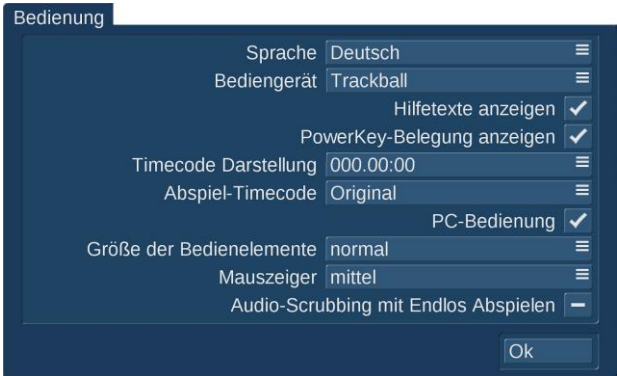 Bedienung
Sprache Deutsch
Bediengerät Trackball
Hilfetexte anzeigen
PowerKey-Belegung anzeigen
Timecode Darstellung 000.00:00
Abspiel-Timecode Original
PC-Bedienung
Größe der Bedienelemente normal
Mauszeiger mittel
Audio-Scrubbing mit Endlos Abspielen
Ok